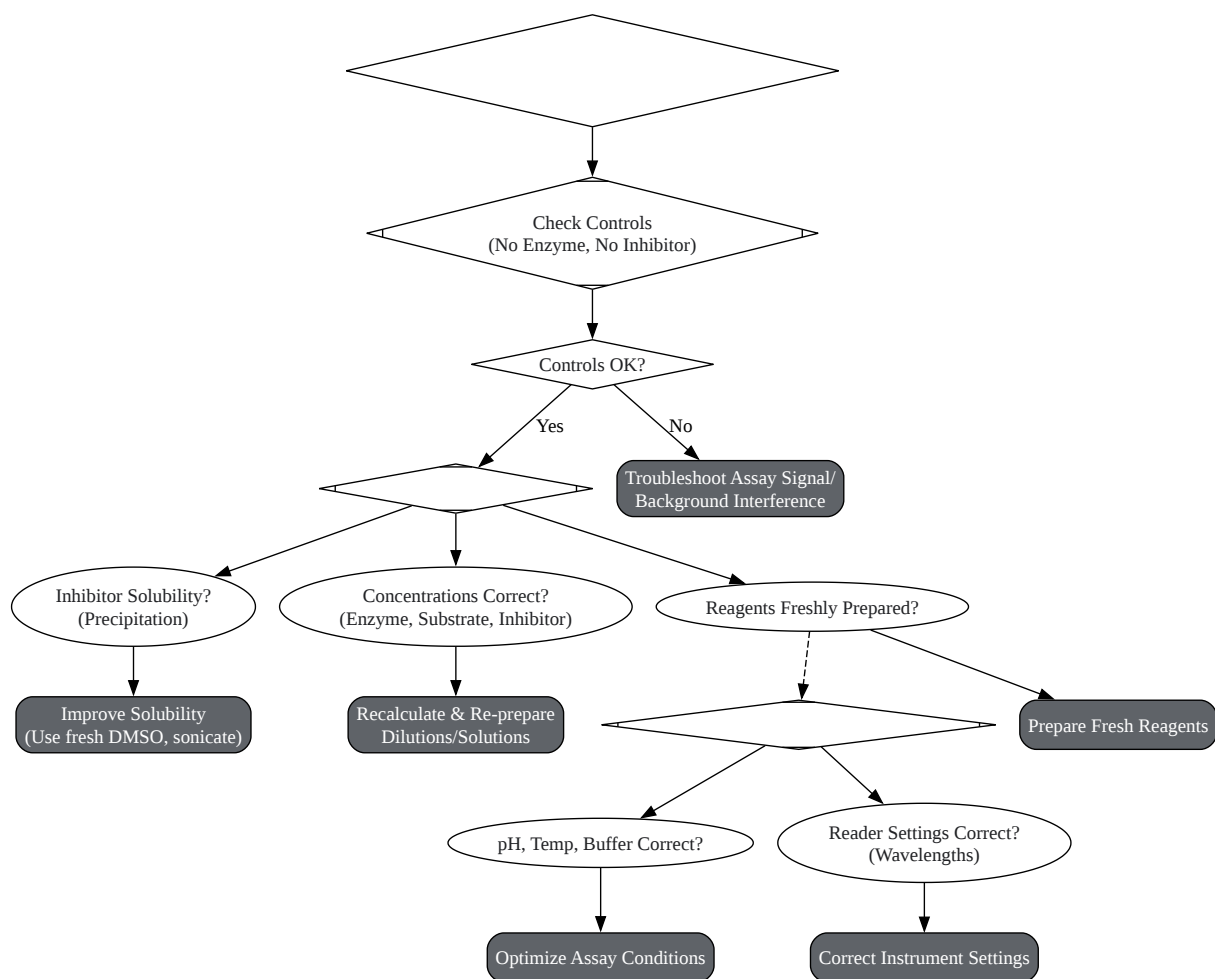 Check Controls
(No Enzyme, No Inhibitor)
Controls OK?
Yes
No
Troubleshoot Assay Signal/
Background Interference
Inhibitor Solubility?
(Precipitation)
Concentrations Correct?
(Enzyme, Substrate, Inhibitor)
Reagents Freshly Prepared?
Improve Solubility
(Use fresh DMSO, sonicate)
Recalculate & Re-prepare
Dilutions/Solutions
Prepare Fresh Reagents
pH, Temp, Buffer Correct?
Reader Settings Correct?
(Wavelengths)
Optimize Assay Conditions
Correct Instrument Settings